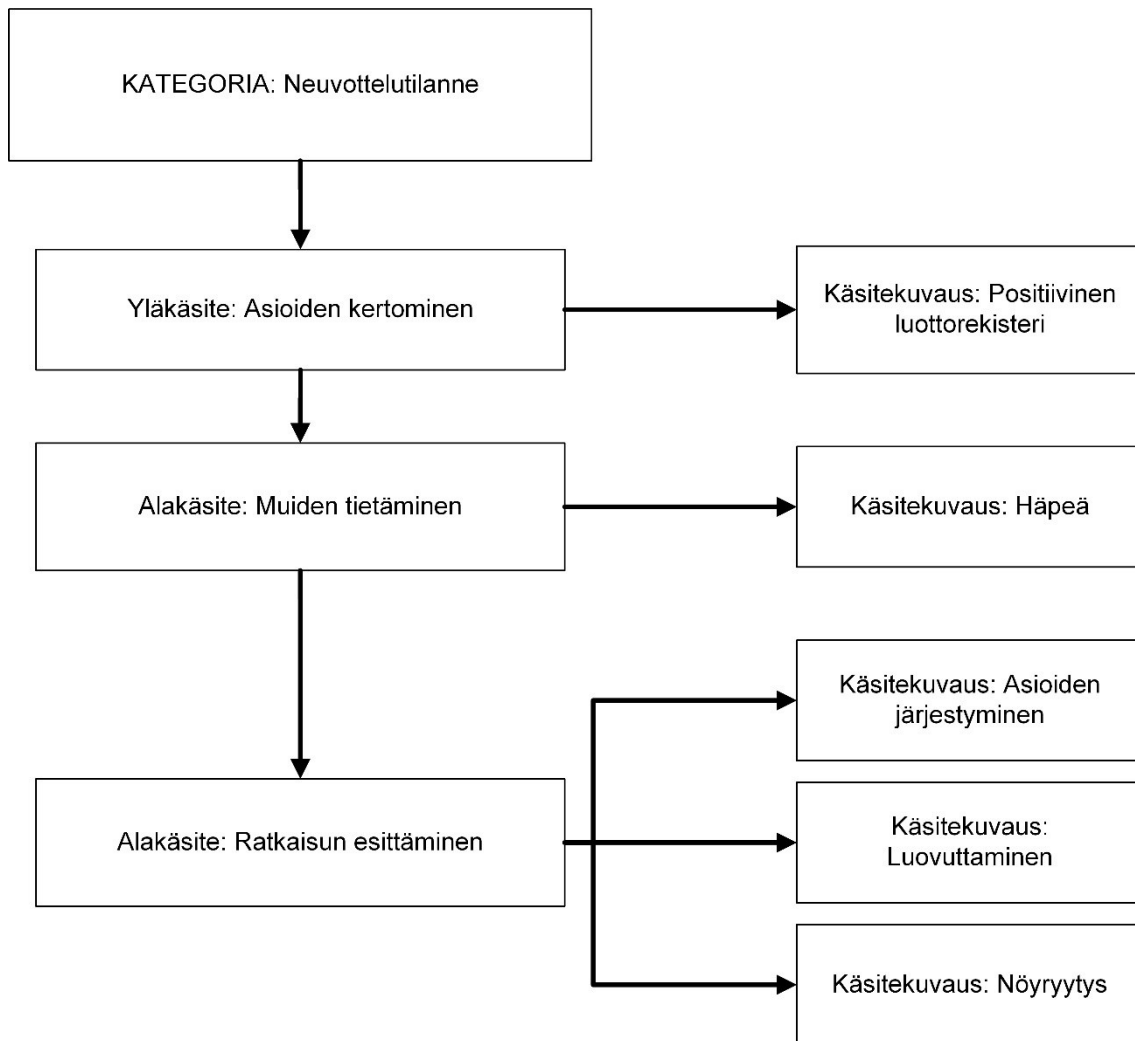 KATEGORIA: Neuvottelutilanne
Yläkäsite: Asioiden kertominen
Käsitekuvaus: Positiivinen
luottorekisteri
Alakäsite: Muiden tietäminen
Käsitekuvaus: Häpeä
Alakäsite: Ratkaisun esittäminen
Käsitekuvaus: Asioiden
järjestyminen
Käsitekuvaus:
Luovuttaminen
Käsitekuvaus: Nöyryytys